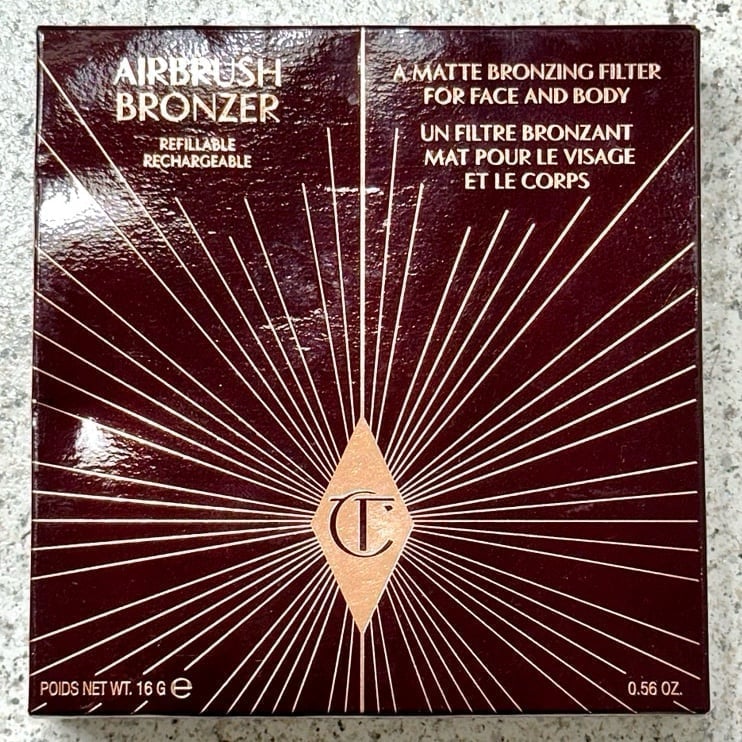 AIRBRUSH
BRONZER
REFILLABLE
RECHARGEABLE
A MATTE BRONZING FILTER
FOR FACE AND BODY
UN FILTRE BRONZANT
MAT POUR LE VISAGE
ET LE CORPS
CT
POIDS NET WT. 16 G ℮
0.56 OZ.